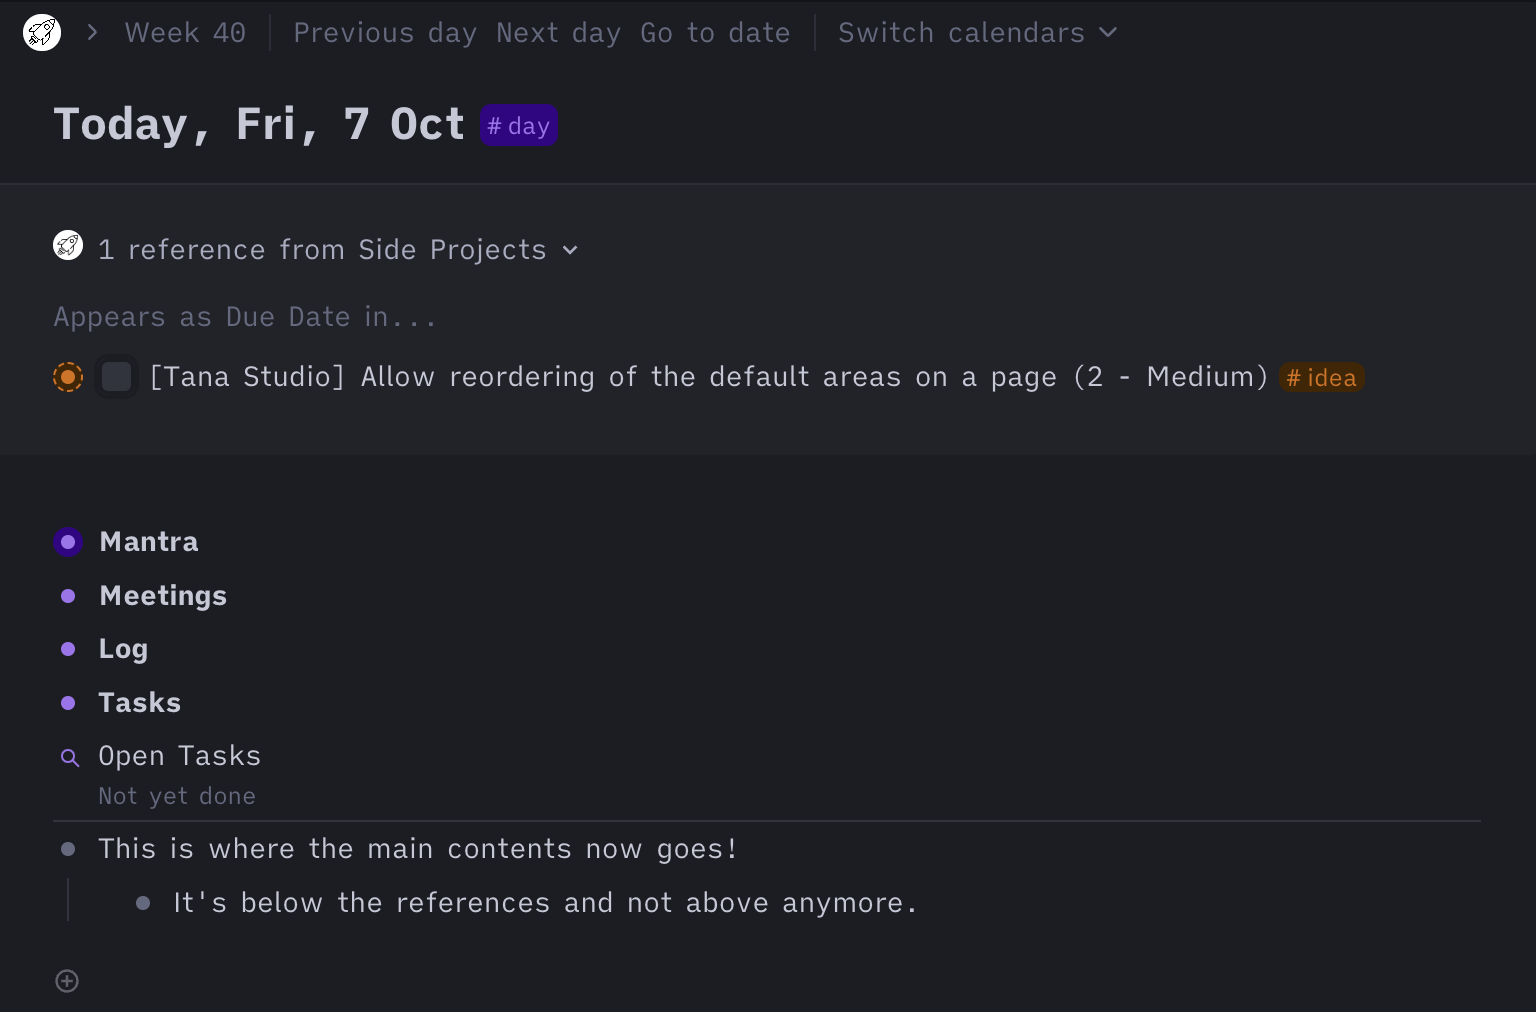 Week 40 Previous day Next day Go to date Switch calendars
Today, Fri, 7 Oct # day
1 reference from Side Projects
Appears as Due Date in...
[Tana Studio] Allow reordering of the default areas on a page (2 - Medium) # idea
Mantra
Meetings
Log
Tasks
Open Tasks
Not yet done
This is where the main contents now goes!
It's below the references and not above anymore.